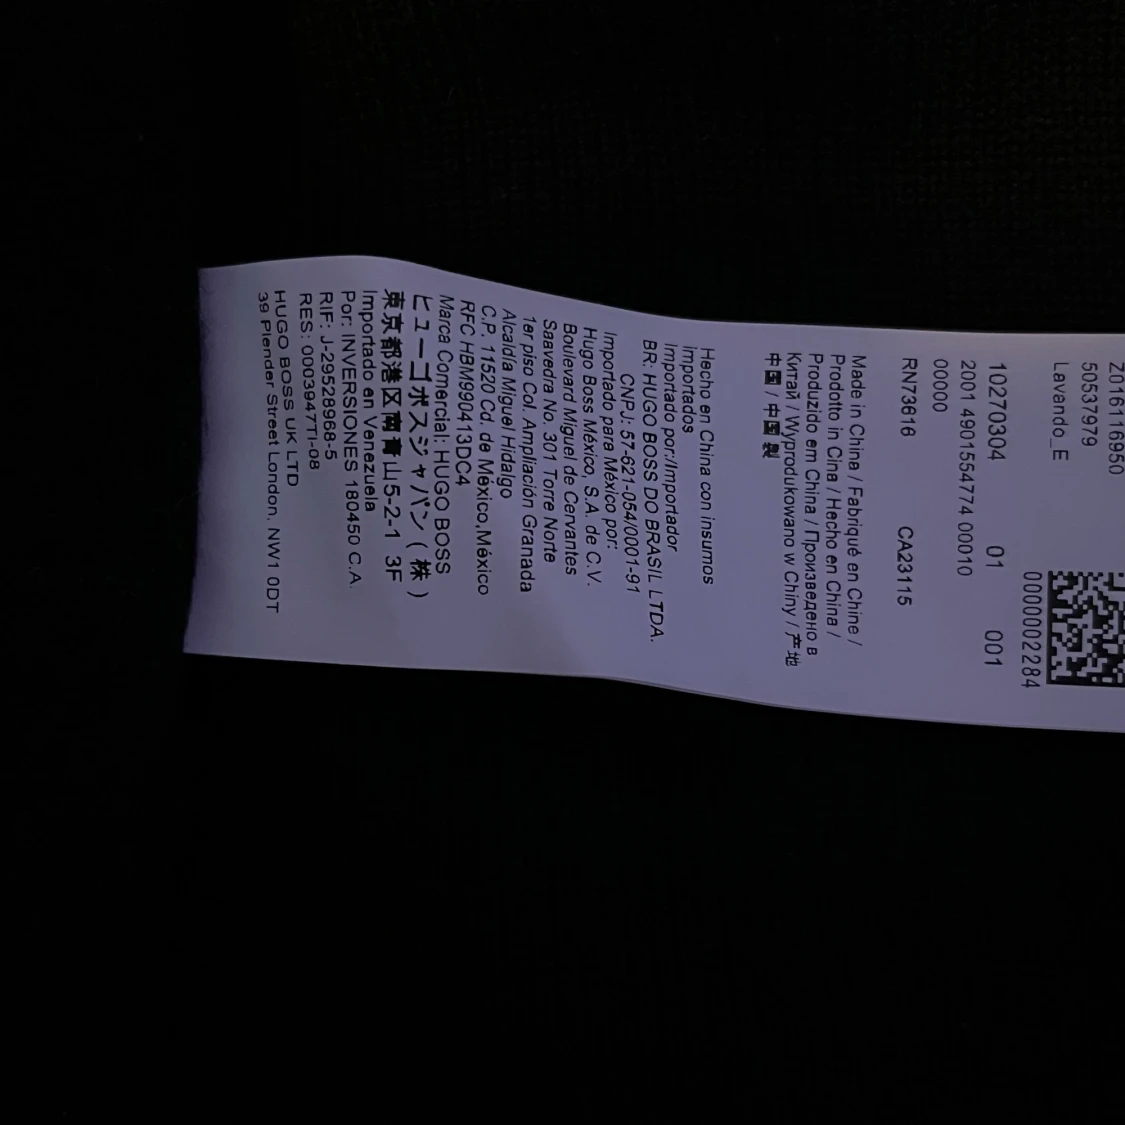 Z016116950
50537979
Lavando_E
0000002284
10270304 01 001
2001 490155474 00010
00000
RN73616 CA23115
Made in China / Fabriqué en Chine /
Prodotto in Cina / Hecho en China /
Produzido em China / Произведено в
Китай / Wyprodukowano w Chiny / 产地
中国 / 中国製
Hecho en China con insumos
importados
Importado por:/Importador
BR: HUGO BOSS DO BRASIL LTDA.
CNPJ: 57-621-054/0001-91
Importado para México por:
Hugo Boss México, S.A. de C.V.
Boulevard Miguel de Cervantes
Saavedra No. 301 Torre Norte
1er piso Col. Ampliación Granada
Alcaldía Miguel Hidalgo
C.P. 11520 Cd. de México,México
RFC HBM990413DC4
Marca Comercial: HUGO BOSS
ヒューゴボスジャパン(株)
東京都港区南青山5-2-1 3F
Importado en Venezuela
Por: INVERSIONES 180450 C.A.
RIF: J-29528968-5
RES: 0003947TI-08
HUGO BOSS UK LTD
39 Plender Street London, NW1 0DT